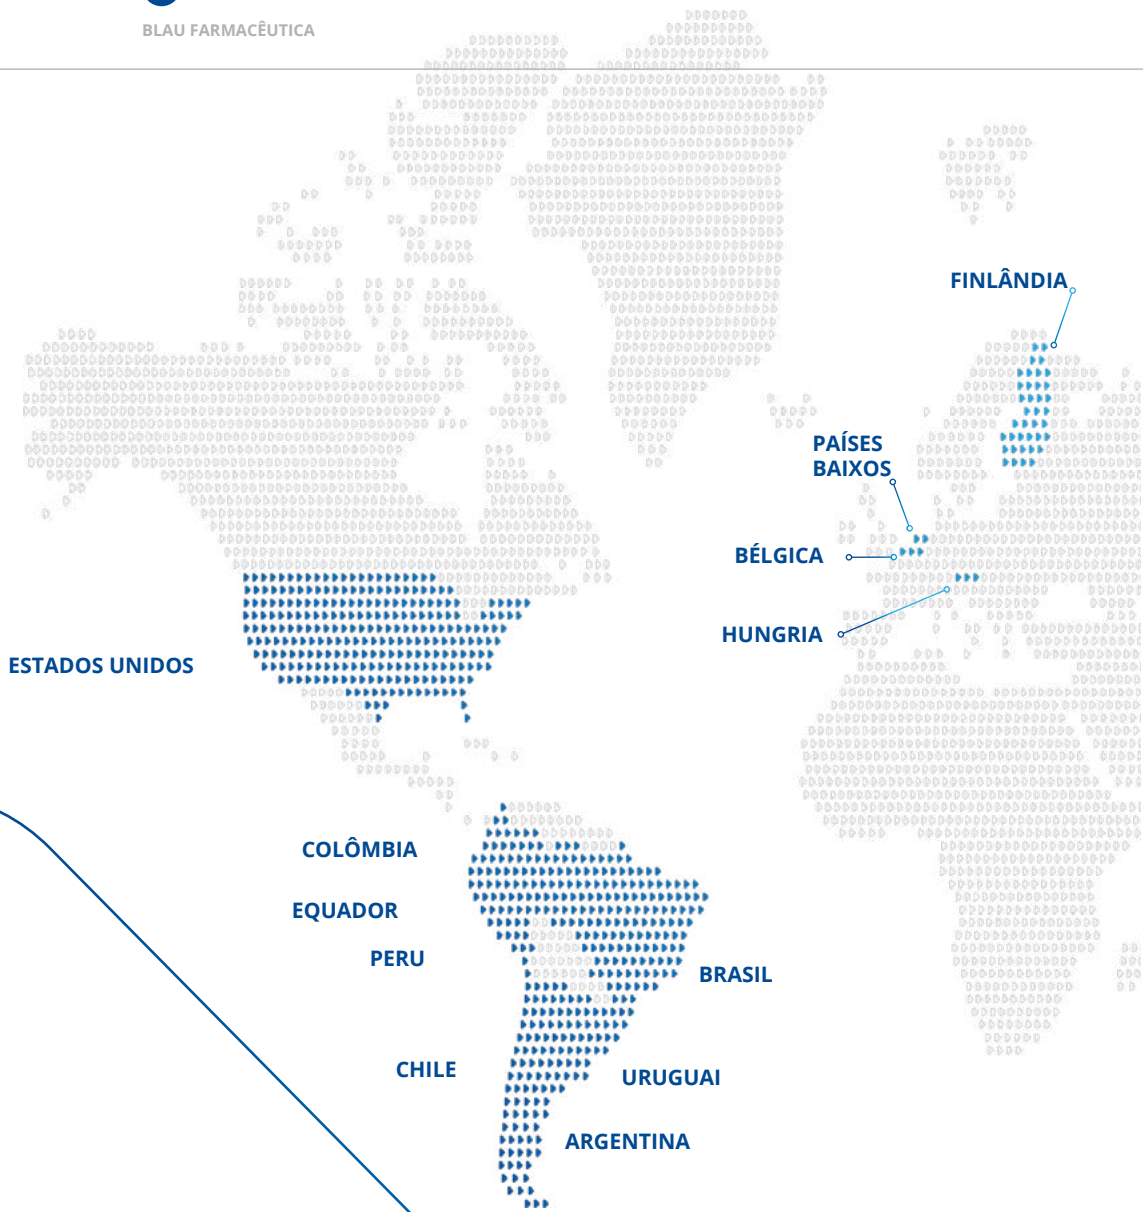 BLAU FARMACÊUTICA
FINLÂNDIA
PAÍSES
BAIXOS
BÉLGICA
HUNGRIA
ESTADOS UNIDOS
COLÔMBIA
EQUADOR
PERU
BRASIL
CHILE
URUGUAI
ARGENTINA